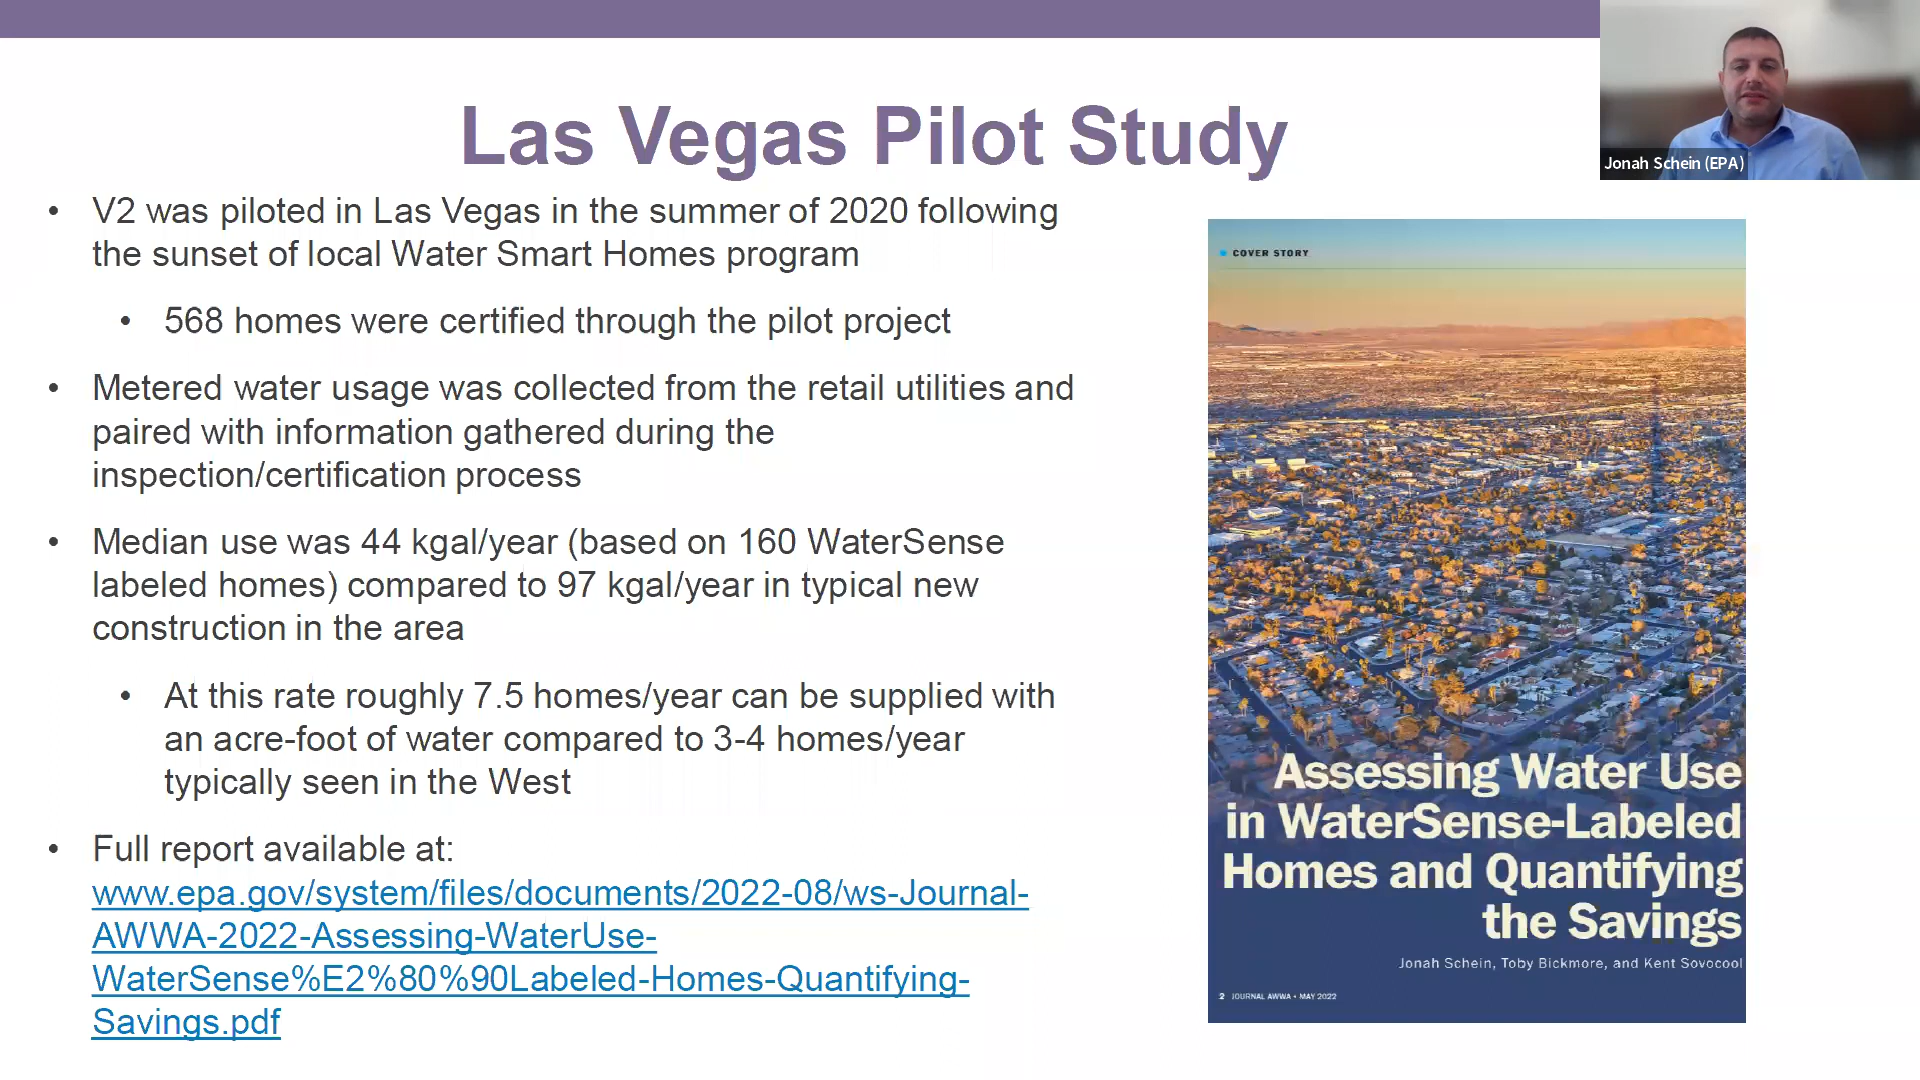 Las Vegas Pilot Study
Jonah Schein (EPA)
• V2 was piloted in Las Vegas in the summer of 2020 following
the sunset of local Water Smart Homes program
• 568 homes were certified through the pilot project
• Metered water usage was collected from the retail utilities and
paired with information gathered during the
inspection/certification process
• Median use was 44 kgal/year (based on 160 WaterSense
labeled homes) compared to 97 kgal/year in typical new
construction in the area
• At this rate roughly 7.5 homes/year can be supplied with
an acre-foot of water compared to 3-4 homes/year
typically seen in the West
• Full report available at:
www.epa.gov/system/files/documents/2022-08/ws-Journal-
AWWA-2022-Assessing-WaterUse-
WaterSense%E2%80%90Labeled-Homes-Quantifying-
Savings.pdf
COVER STORY
Assessing Water Use
in WaterSense-Labeled
Homes and Quantifying
the Savings
Jonah Schein, Toby Bickmore, and Kent Sovocool
2 JOURNAL AWWA • MAY 2022